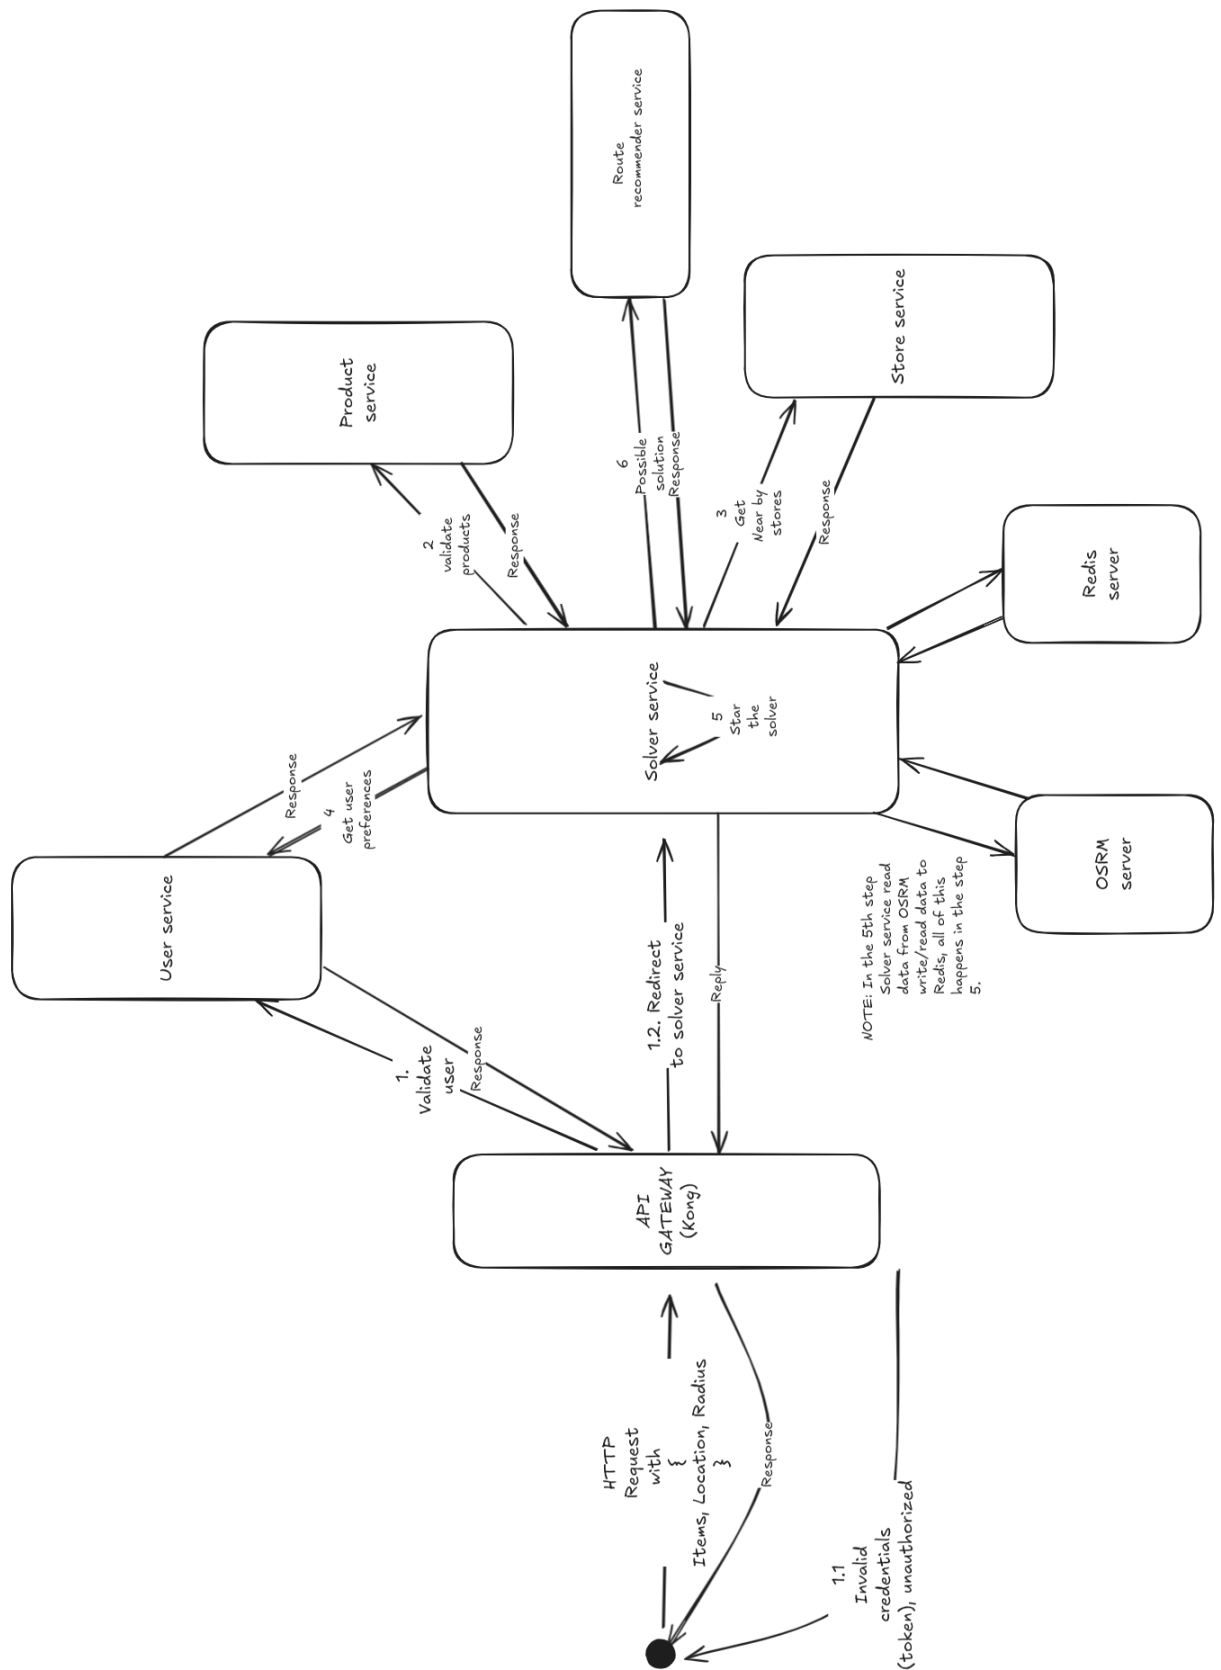 HTTP
Request
with
{
Items, Location, Radius
}
Response
1.1
Invalid
credentials
(token), unauthorized
API
GATEWAY
(Kong)
1.
Validate
user
Response
1.2. Redirect
to solver service
Reply
User service
Response
4
Get user
preferences
Solver service
5
Star
the
solver
NOTE: In the 5th step
Solver service read
data from OSRM
write/read data to
Redis, all of this
happens in the step
5.
OSRM
server
Redis
server
2
validate
products
Response
Product
service
6
Possible
solution
Response
Route
recommender service
3
Get
Near by
stores
Response
Store service